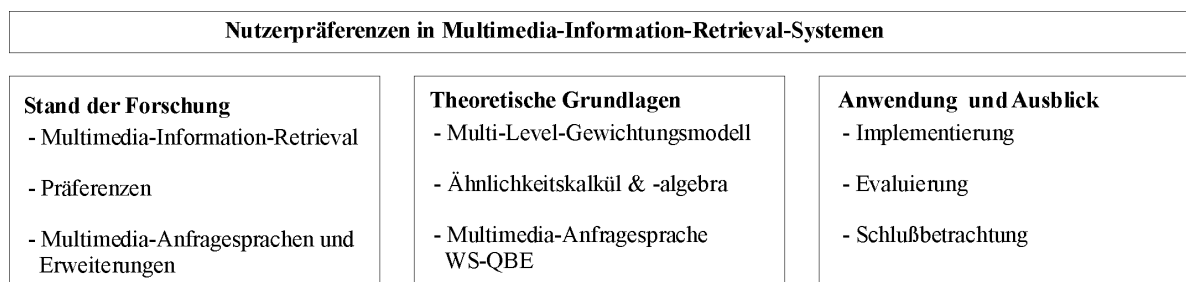 Nutzerpräferenzen in Multimedia-Information-Retrieval-Systemen
Stand der Forschung
- Multimedia-Information-Retrieval
- Präferenzen
- Multimedia-Anfragesprachen und
Erweiterungen
Theoretische Grundlagen
- Multi-Level-Gewichtungsmodell
- Ähnlichkeitskalkül & -algebra
- Multimedia-Anfragesprache
WS-QBE
Anwendung und Ausblick
- Implementierung
- Evaluierung
- Schlußbetrachtung